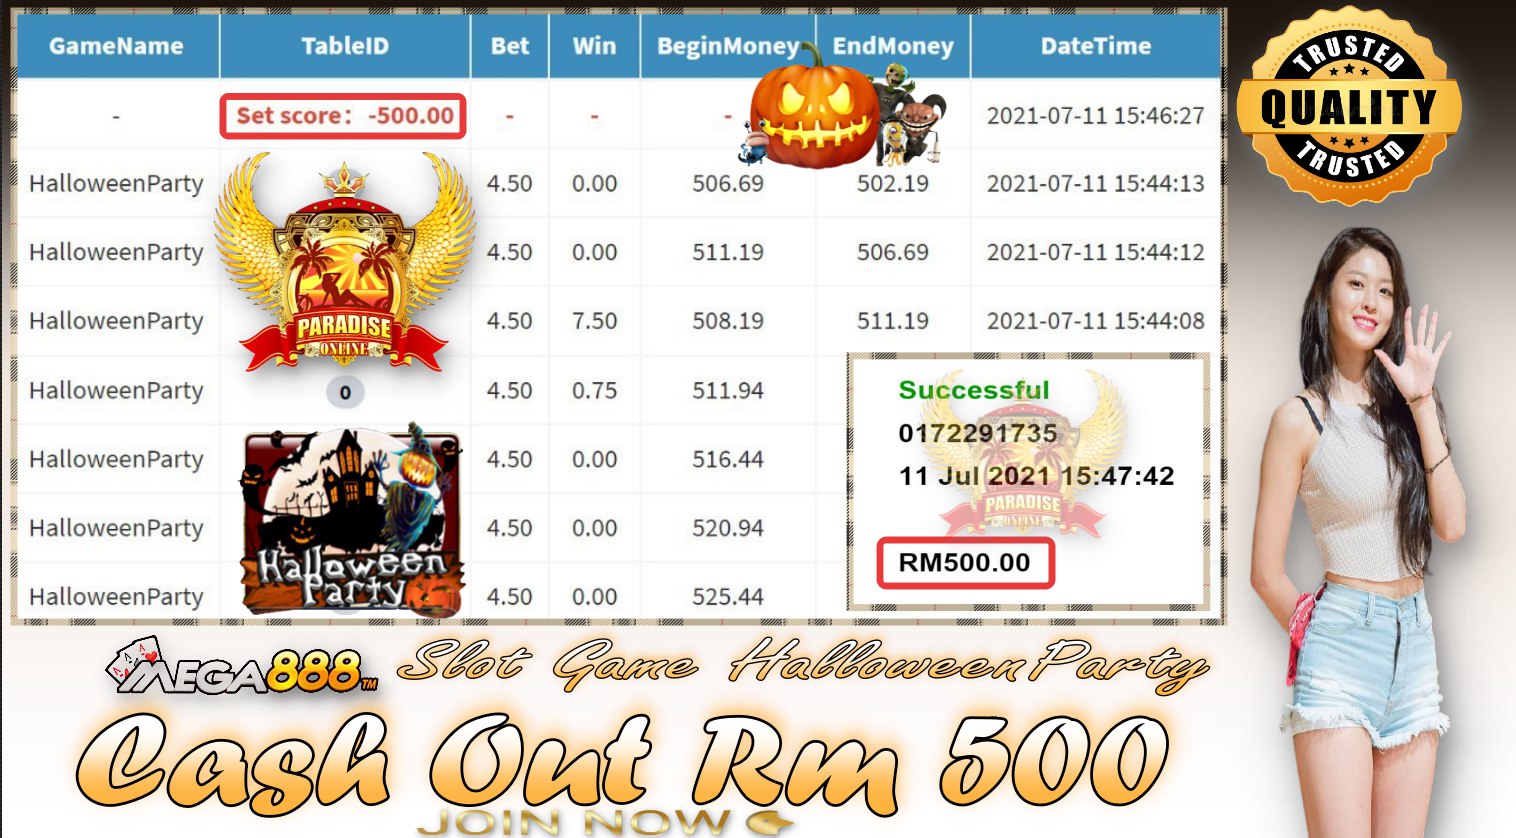 GameName TableID Bet Win BeginMoney EndMoney DateTime
- Set score: -500.00 - - - 2021-07-11 15:46:27
HalloweenParty 4.50 0.00 506.69 502.19 2021-07-11 15:44:13
HalloweenParty 4.50 0.00 511.19 506.69 2021-07-11 15:44:12
HalloweenParty 4.50 7.50 508.19 511.19 2021-07-11 15:44:08
HalloweenParty 0 4.50 0.75 511.94
HalloweenParty 4.50 0.00 516.44
HalloweenParty 4.50 0.00 520.94
HalloweenParty 4.50 0.00 525.44
PARADISE
ONLINE
Halloween
Party
Successful
0172291735
11 Jul 2021 15:47:42
PARADISE
ONLINE
RM500.00
TRUSTED
QUALITY
TRUSTED
MEGA888 TM Slot Game HalloweenParty
Cash Out Rm 500
JOIN NOW